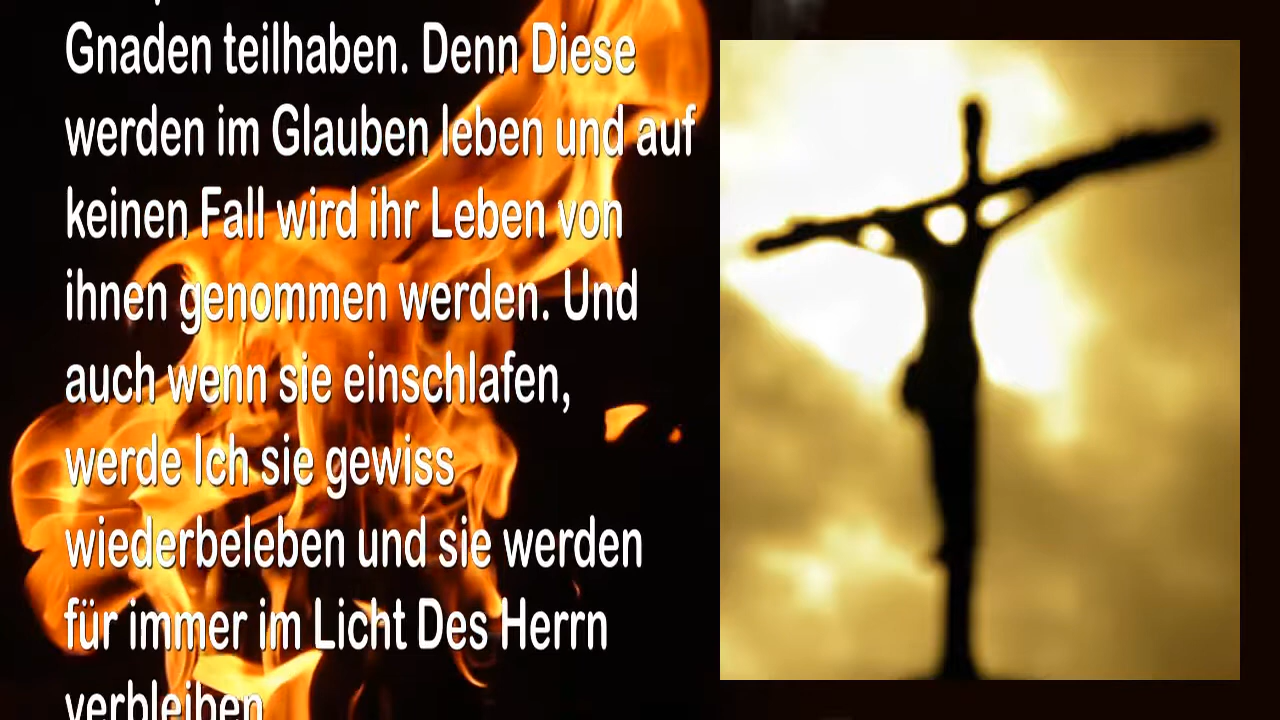 Gnaden teilhaben. Denn Diese
werden im Glauben leben und auf
keinen Fall wird ihr Leben von
ihnen genommen werden. Und
auch wenn sie einschlafen,
werde Ich sie gewiss
wiederbeleben und sie werden
für immer im Licht Des Herrn
verbleiben